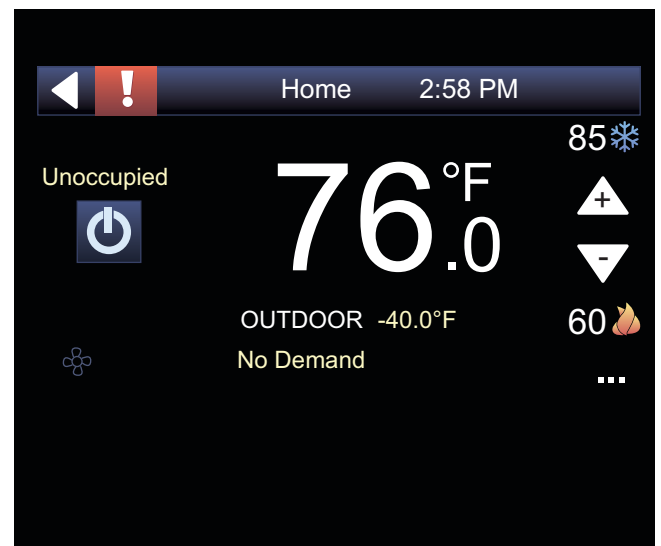 ! Home 2:58 PM
85
Unoccupied
76.0 °F
+
-
OUTDOOR -40.0°F
60
No Demand
...